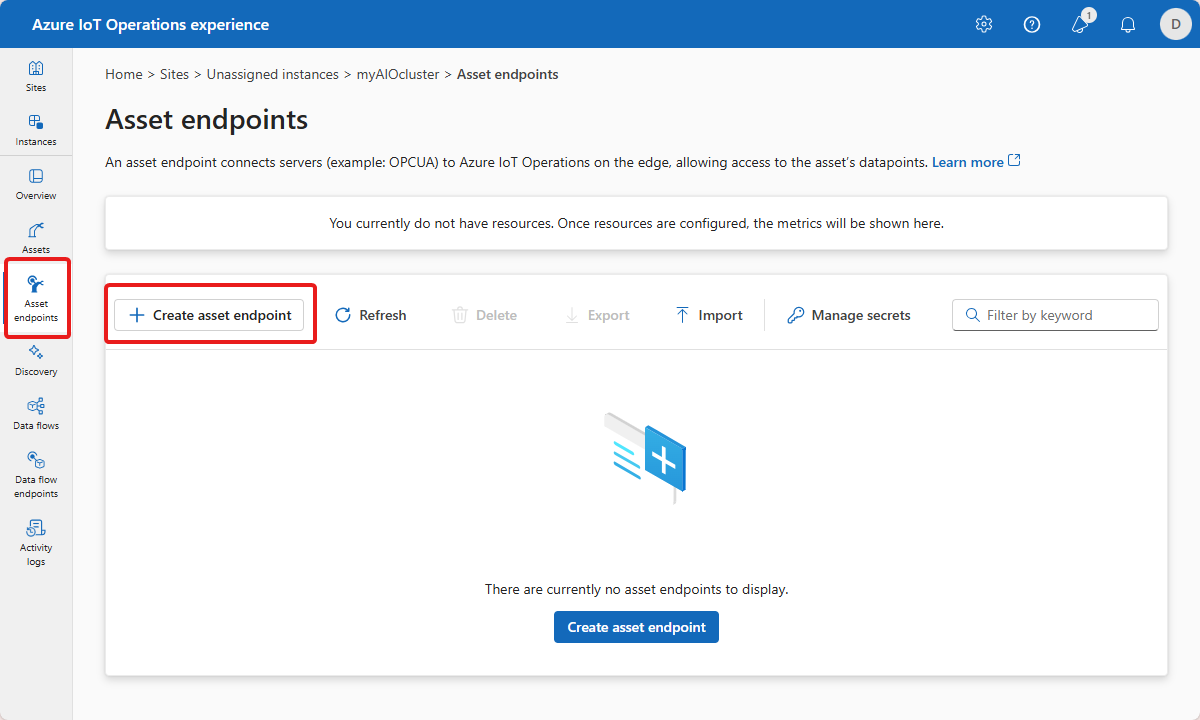 Azure IoT Operations experience
1
D
Sites
Instances
Overview
Assets
Asset
endpoints
Discovery
Data flows
Data flow
endpoints
Activity
logs
Home > Sites > Unassigned instances > myAIOcluster > Asset endpoints
Asset endpoints
An asset endpoint connects servers (example: OPCUA) to Azure IoT Operations on the edge, allowing access to the asset’s datapoints. Learn more
You currently do not have resources. Once resources are configured, the metrics will be shown here.
Create asset endpoint Refresh Delete Export Import Manage secrets Filter by keyword
There are currently no asset endpoints to display.
Create asset endpoint